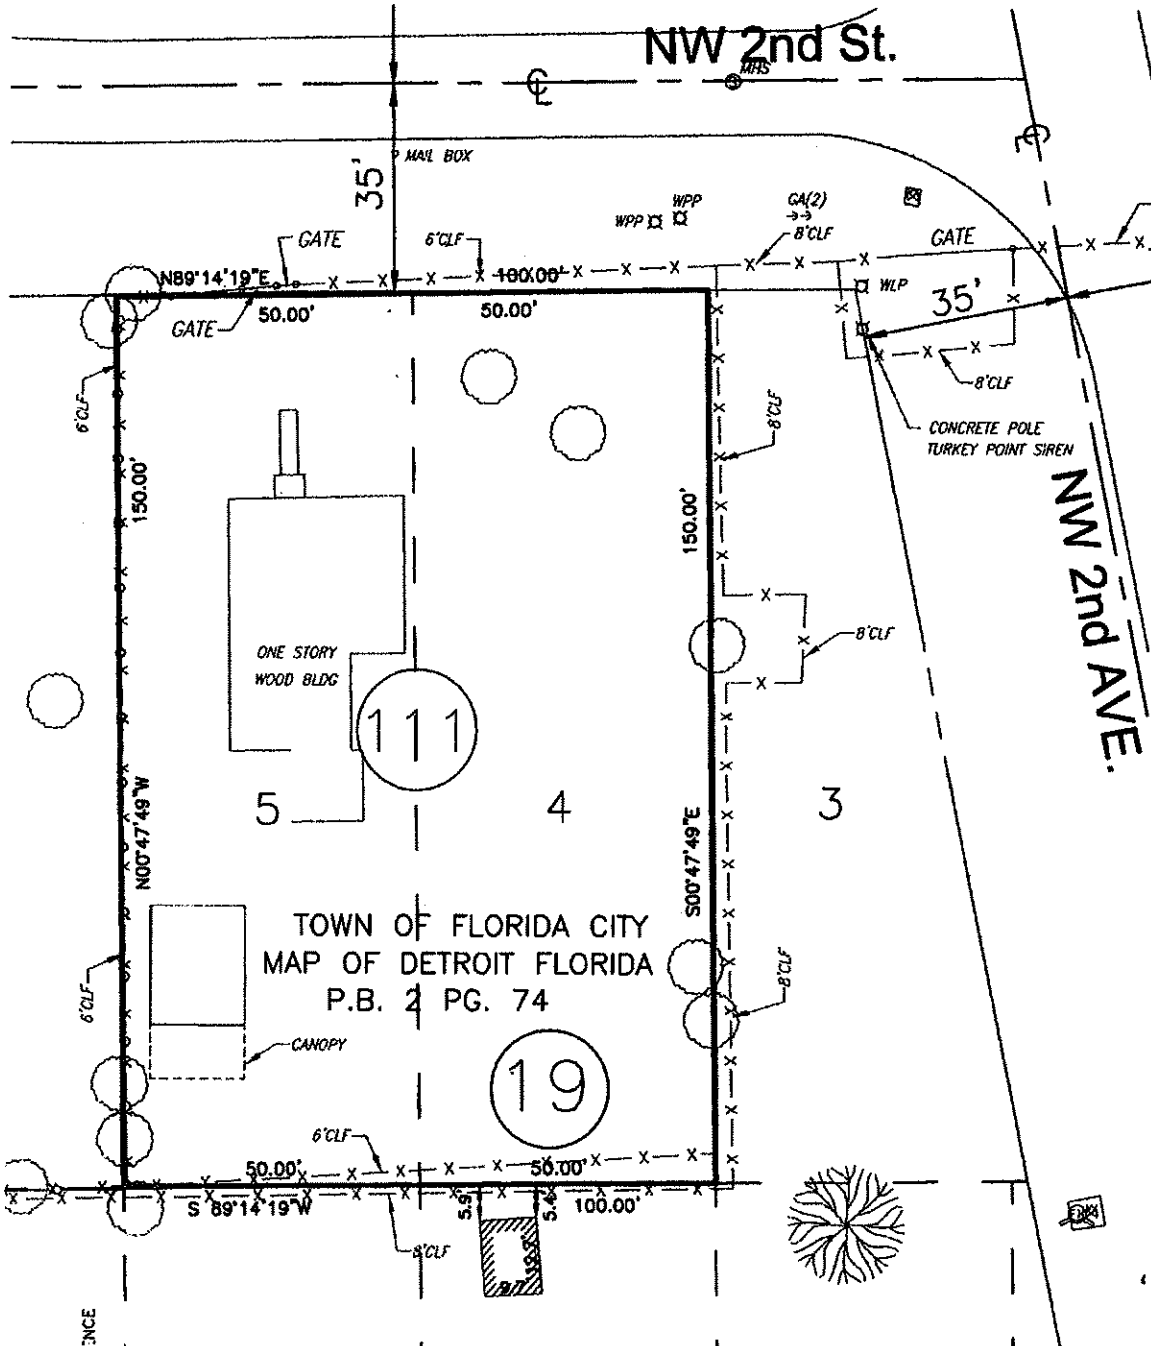 NW 2nd St.
MHS
35'
MAIL BOX
WPP
WPP
CA(2)
8'CLF
GATE
GATE
6'CLF
N89°14'19"E
100.00'
WLP
35'
GATE
50.00'
50.00'
6'CLF
8'CLF
8'CLF
CONCRETE POLE
TURKEY POINT SIREN
150.00'
150.00'
NW 2nd AVE.
ONE STORY
WOOD BLDG
8'CLF
111
5
4
3
N00°47'49"W
S00°47'49"E
TOWN OF FLORIDA CITY
MAP OF DETROIT FLORIDA
P.B. 2 PG. 74
6'CLF
8'CLF
CANOPY
19
6'CLF
50.00'
50.00'
S 89°14'19"W
5.9'
5.4'
100.00'
8'CLF